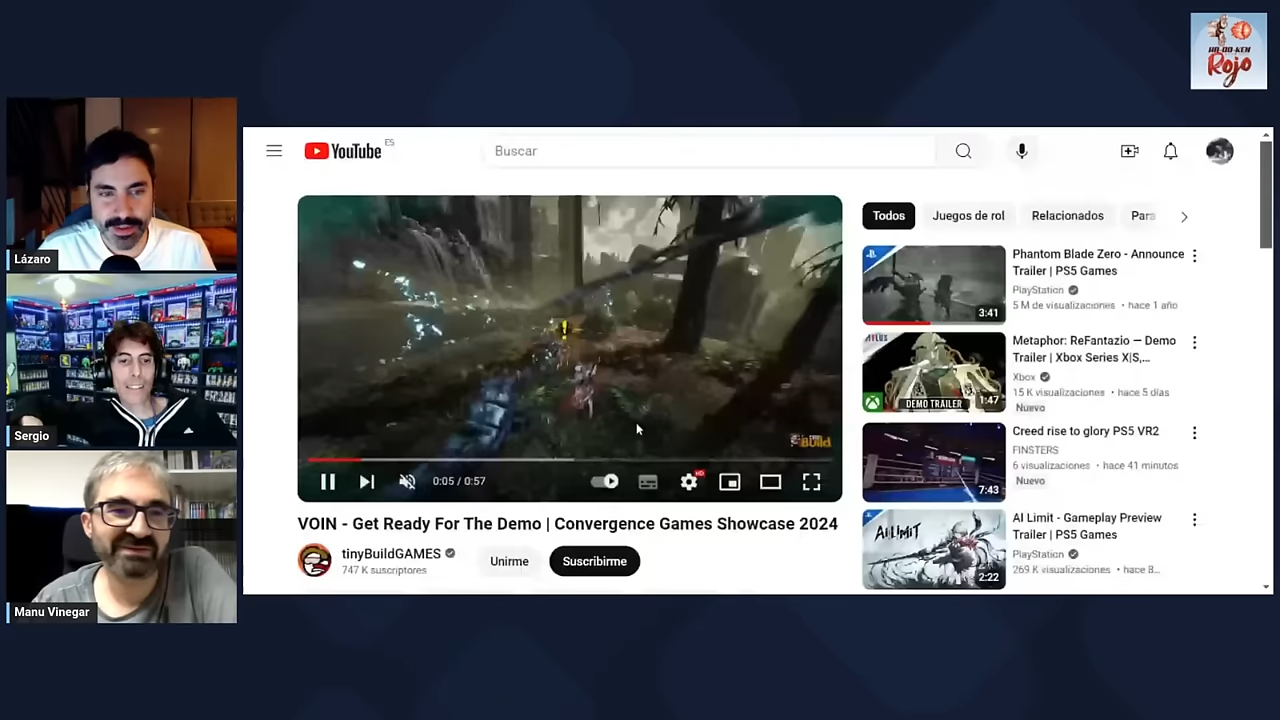 HA-DO-KEN
Rojo
YouTube
ES
Buscar
Todos
Juegos de rol
Relacionados
Para
Lázaro
Sergio
Manu Vinegar
BUILD
0:05 / 0:57
HD
VOIN - Get Ready For The Demo | Convergence Games Showcase 2024
tinyBuildGAMES
747 K suscriptores
Unirme
Suscribirme
3:41
Phantom Blade Zero - Announce
Trailer | PS5 Games
PlayStation
5 M de visualizaciones • hace 1 año
ATLUS
DEMO TRAILER
1:47
Metaphor: ReFantazio — Demo
Trailer | Xbox Series X|S,...
Xbox
15 K visualizaciones • hace 5 días
Nuevo
7:43
Creed rise to glory PS5 VR2
FINSTERS
6 visualizaciones • hace 41 minutos
Nuevo
AI LIMIT
2:22
AI Limit - Gameplay Preview
Trailer | PS5 Games
PlayStation
269 K visualizaciones • hace 8...